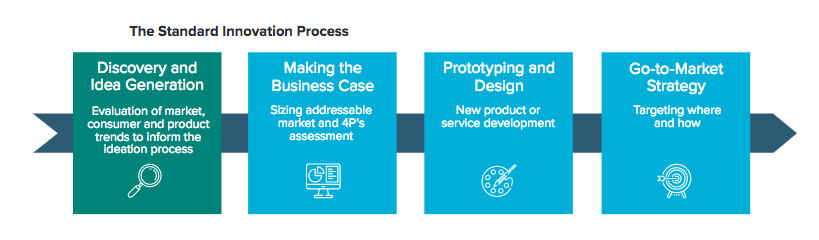 The Standard Innovation Process
Discovery and
Idea Generation
Evaluation of market,
consumer and product
trends to inform the
ideation process
Making the
Business Case
Sizing addressable
market and 4P's
assessment
Prototyping and
Design
New product or
service development
Go-to-Market
Strategy
Targeting where
and how